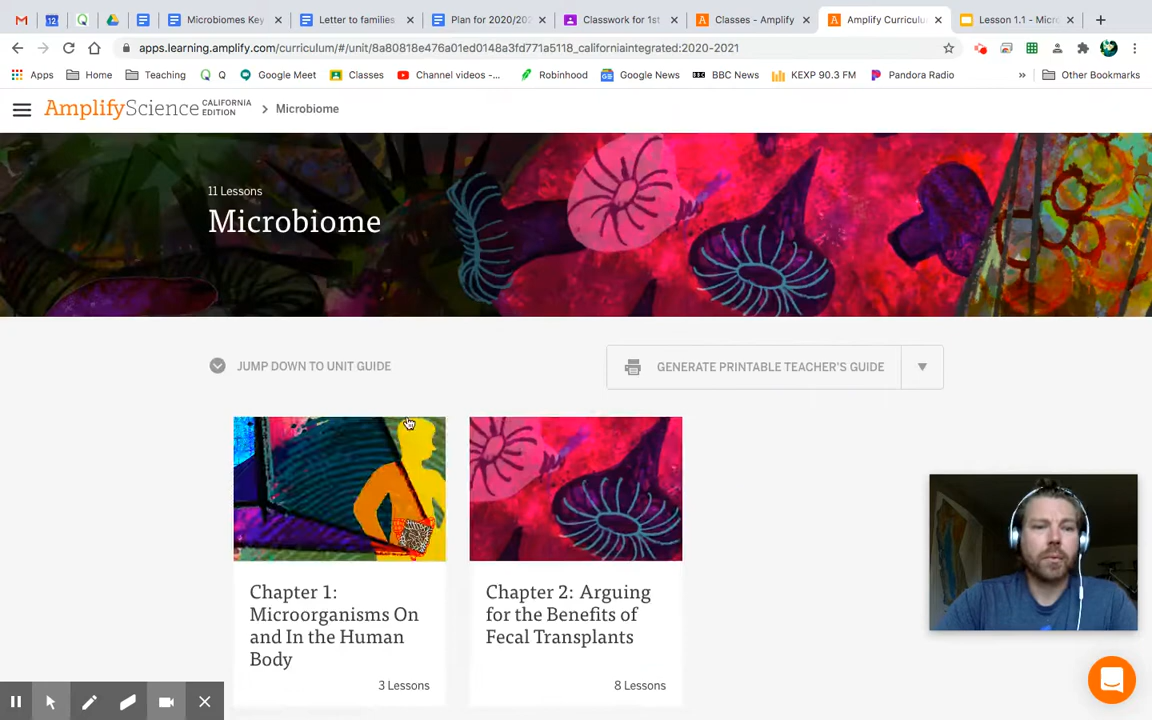 Microbiomes Key
Letter to families
Plan for 2020/202
Classwork for 1st
Classes - Amplify
Amplify Curriculu
Lesson 1.1 - Micro
apps.learning.amplify.com/curriculum/#/unit/8a80818e476a01ed0148a3fd771a5118_californiaintegrated:2020-2021
Apps Home Teaching Q Google Meet Classes Channel videos -... Robinhood Google News BBC News KEXP 90.3 FM Pandora Radio » Other Bookmarks
AmplifyScience CALIFORNIA EDITION > Microbiome
11 Lessons
Microbiome
JUMP DOWN TO UNIT GUIDE
GENERATE PRINTABLE TEACHER'S GUIDE
Chapter 1:
Microorganisms On
and In the Human
Body
3 Lessons
Chapter 2: Arguing
for the Benefits of
Fecal Transplants
8 Lessons